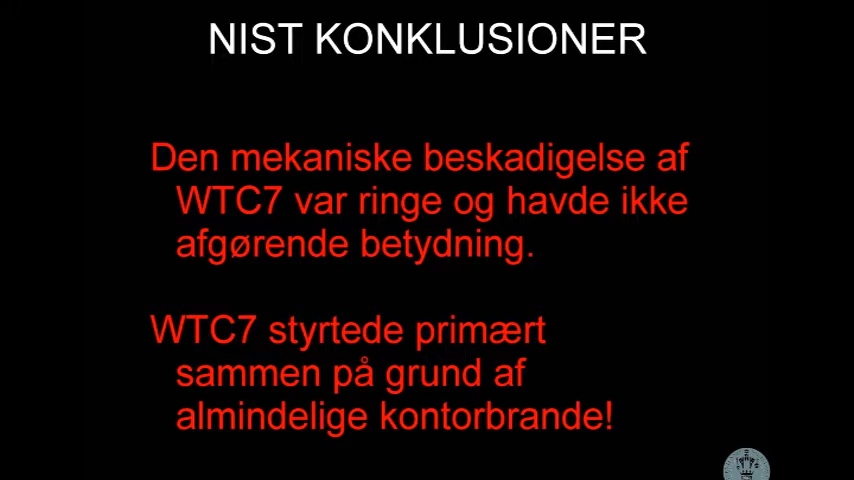 NIST KONKLUSIONER
Den mekaniske beskadigelse af
WTC7 var ringe og havde ikke
afgørende betydning.
WTC7 styrtede primært
sammen på grund af
almindelige kontorbrande!